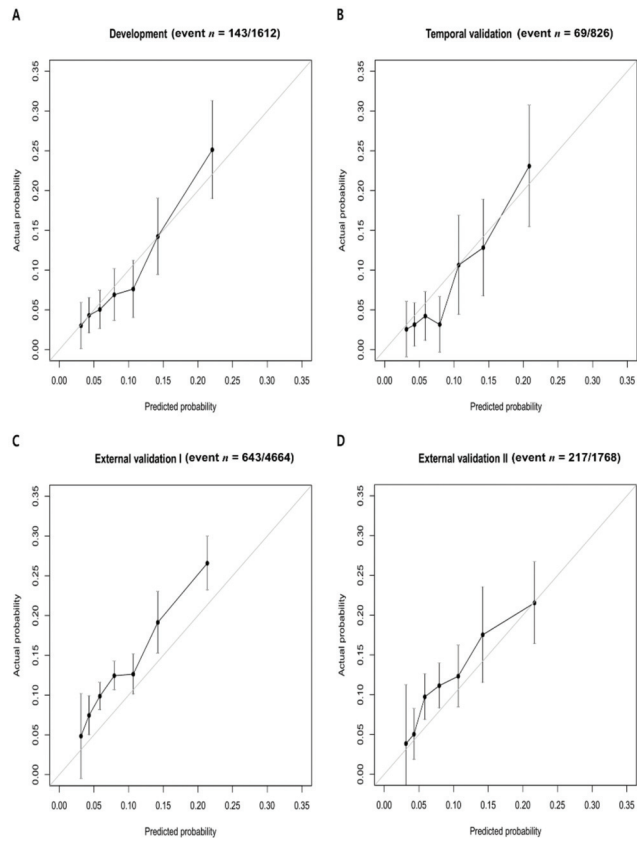 A
Development (event n = 143/1612)
Actual probability
0.35
0.30
0.25
0.20
0.15
0.10
0.05
0.00
0.00 0.05 0.10 0.15 0.20 0.25 0.30 0.35
Predicted probability
B
Temporal validation (event n = 69/826)
Actual probability
0.35
0.30
0.25
0.20
0.15
0.10
0.05
0.00
0.00 0.05 0.10 0.15 0.20 0.25 0.30 0.35
Predicted probability
C
External validation I (event n = 643/4664)
Actual probability
0.35
0.30
0.25
0.20
0.15
0.10
0.05
0.00
0.00 0.05 0.10 0.15 0.20 0.25 0.30 0.35
Predicted probability
D
External validation II (event n = 217/1768)
Actual probability
0.35
0.30
0.25
0.20
0.15
0.10
0.05
0.00
0.00 0.05 0.10 0.15 0.20 0.25 0.30 0.35
Predicted probability